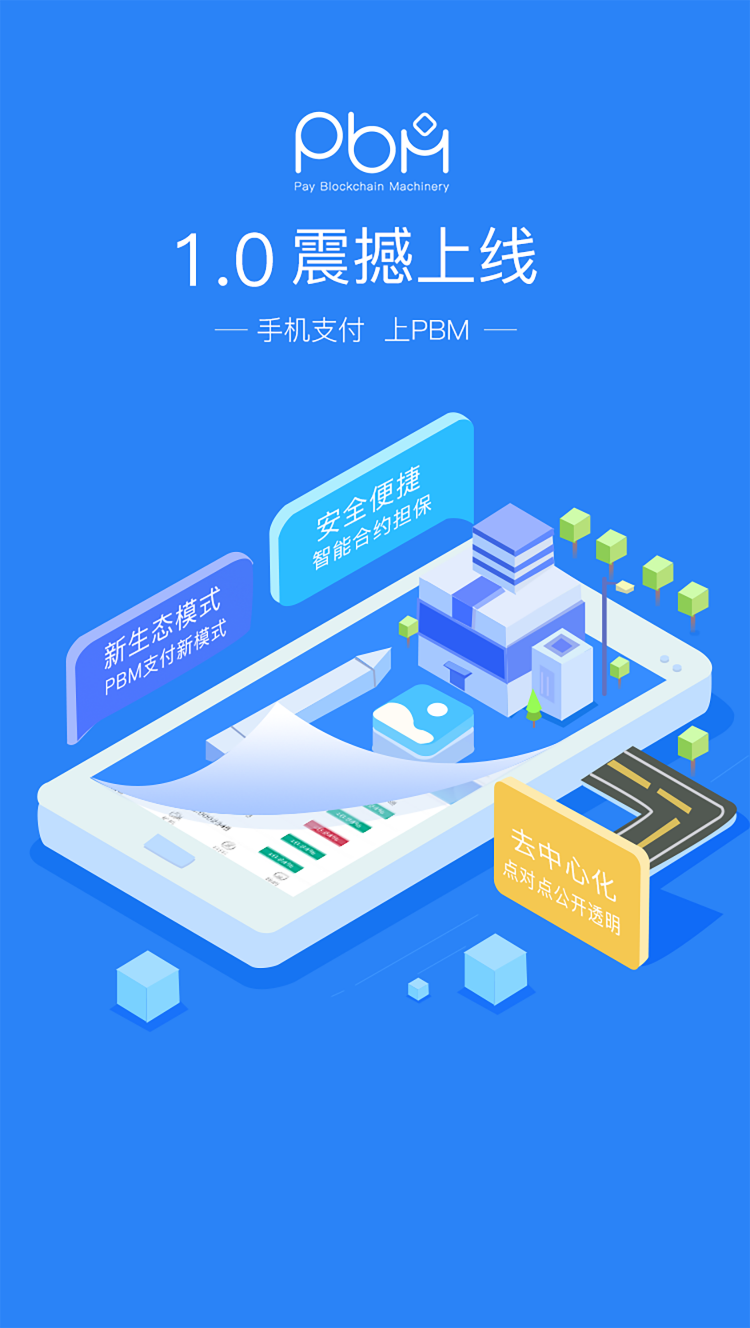 PbM
Pay Blockchain Machinery
1.0 震撼上线
手机支付 上PBM
安全便捷
智能合约担保
新生态模式
PBM支付新模式
去中心化
点对点公开透明